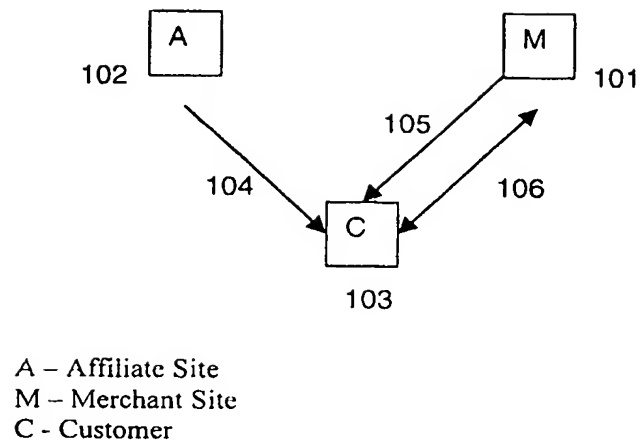 A
M
102
101
105
104
106
C
103
A – Affiliate Site
M – Merchant Site
C - Customer